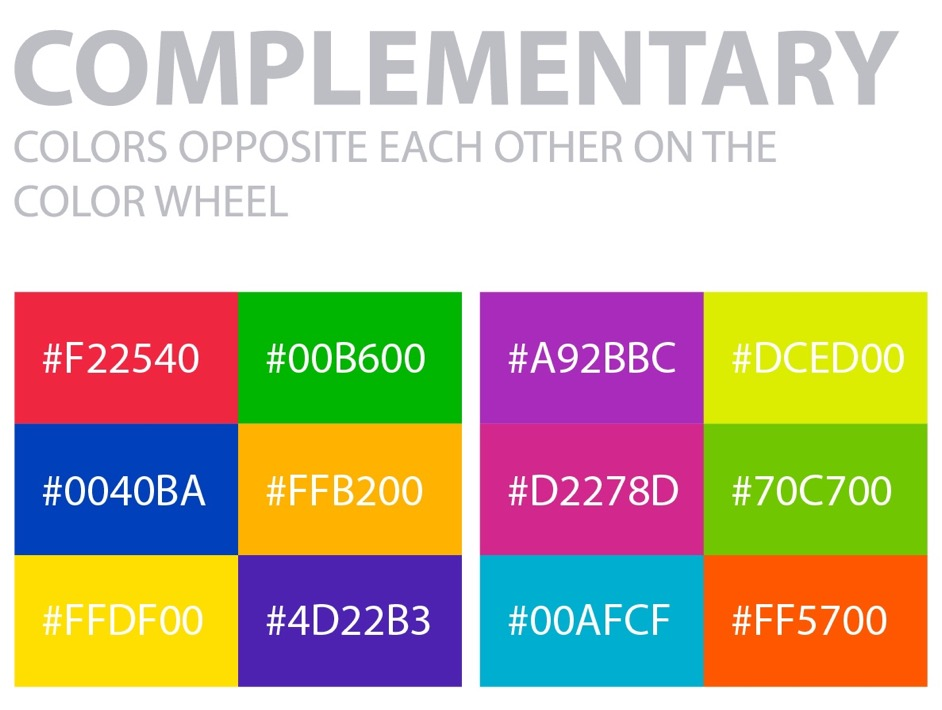 COMPLEMENTARY
COLORS OPPOSITE EACH OTHER ON THE
COLOR WHEEL
#F22540 #00B600 #A92BBC #DCED00
#0040BA #FFB200 #D2278D #70C700
#FFDF00 #4D22B3 #00AFCF #FF5700